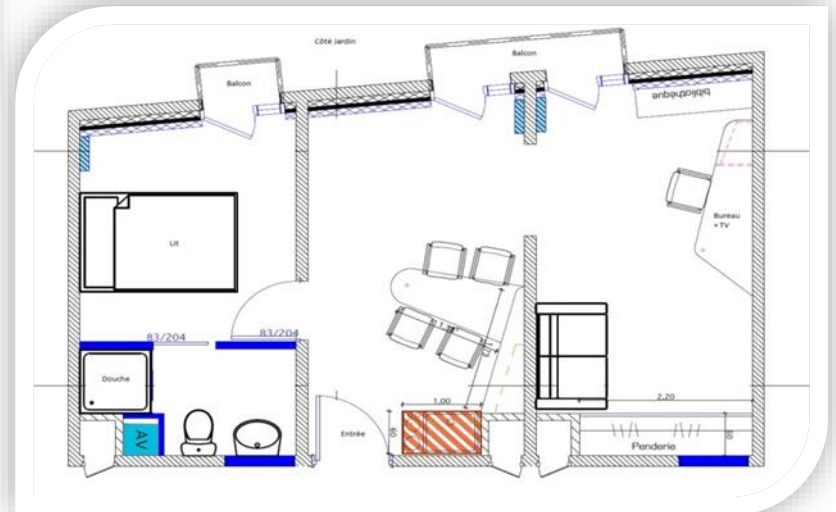 Côté Jardin
Balcon
Balcon
bibliothèque
Bureau
+ TV
Lit
83/204
83/204
Douche
AV
Entrée
1.00
60
2.20
Penderie